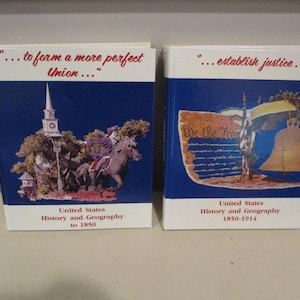 "... to form a more perfect
Union ..."
United States
History and Geography
to 1850
"... establish justice .
We the Peo
United States
History and Geography
1850-1914